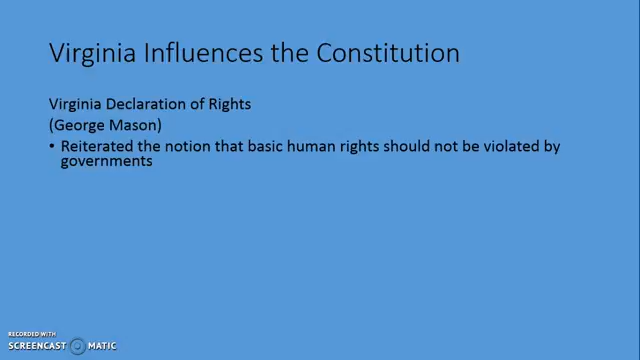 Virginia Influences the Constitution
Virginia Declaration of Rights
(George Mason)
• Reiterated the notion that basic human rights should not be violated by
governments
RECORDED WITH
SCREENCAST MATIC